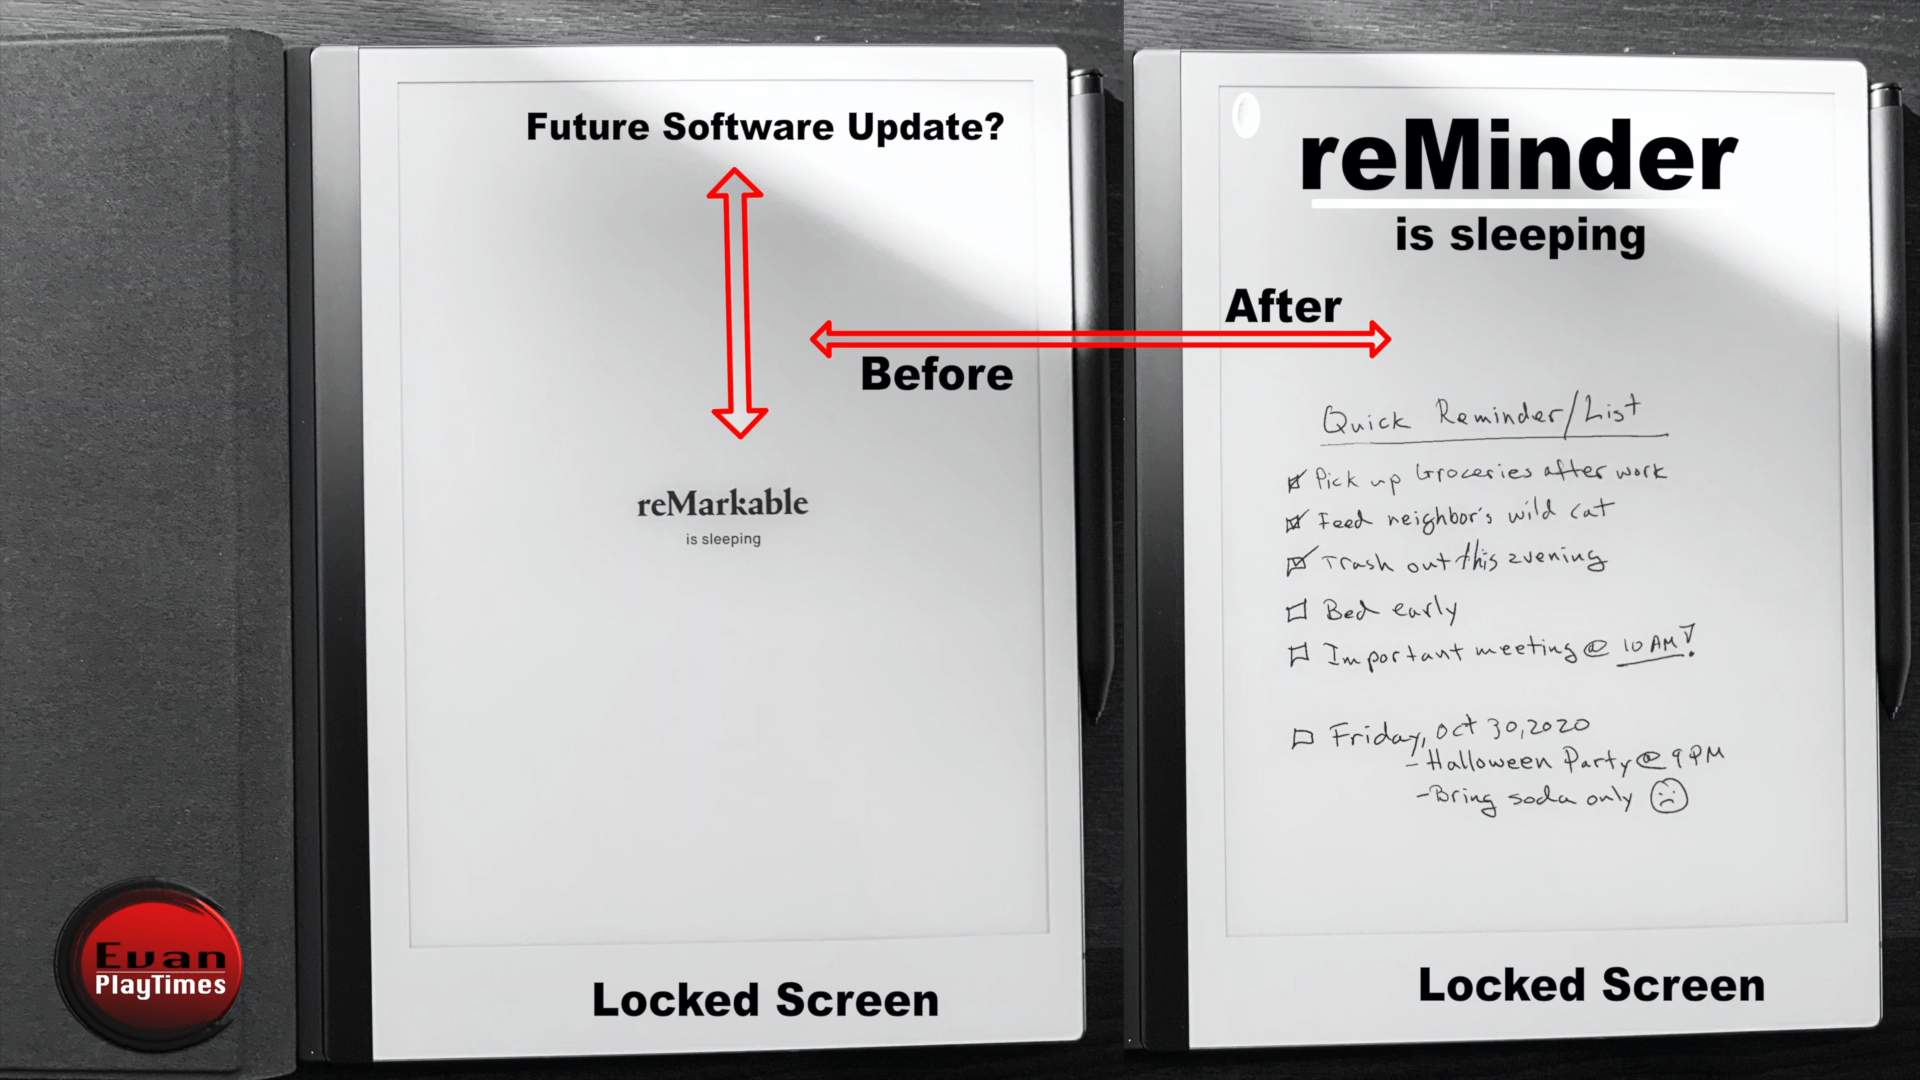 Future Software Update?
Before
reMarkable
is sleeping
Locked Screen
Evan
PlayTimes
reMinder
is sleeping
After
Quick Reminder/List
Pick up Groceries after work
Feed neighbor's wild cat
Trash out this evening
Bed early
Important meeting @ 10 AM!
Friday, Oct 30, 2020
- Halloween Party @ 9 PM
- Bring soda only
Locked Screen